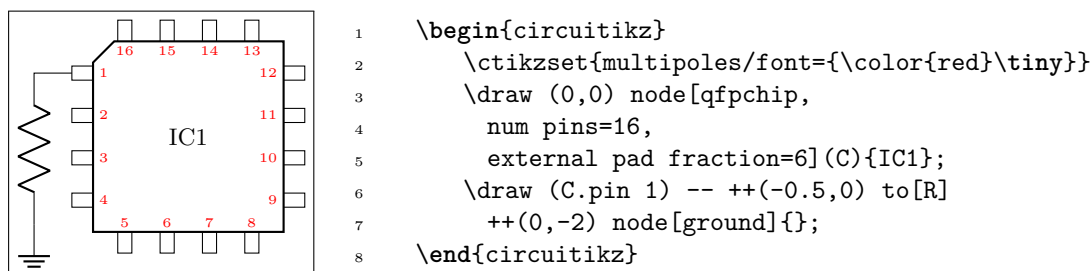 16 15 14 13
1 12
2 11
IC1
3 10
4 9
5 6 7 8
1 \begin{circuitikz}
2 \ctikzset{multipoles/font={\color{red}\tiny}}
3 \draw (0,0) node[qfpchip,
4 num pins=16,
5 external pad fraction=6](C){IC1};
6 \draw (C.pin 1) -- ++(-0.5,0) to[R]
7 ++(0,-2) node[ground]{};
8 \end{circuitikz}